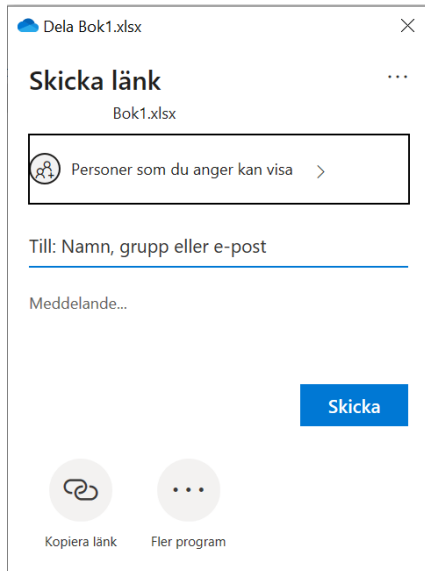 Dela Bok1.xlsx
Skicka länk
Bok1.xlsx
Personer som du anger kan visa
Till: Namn, grupp eller e-post
Meddelande...
Skicka
Kopiera länk
Fler program